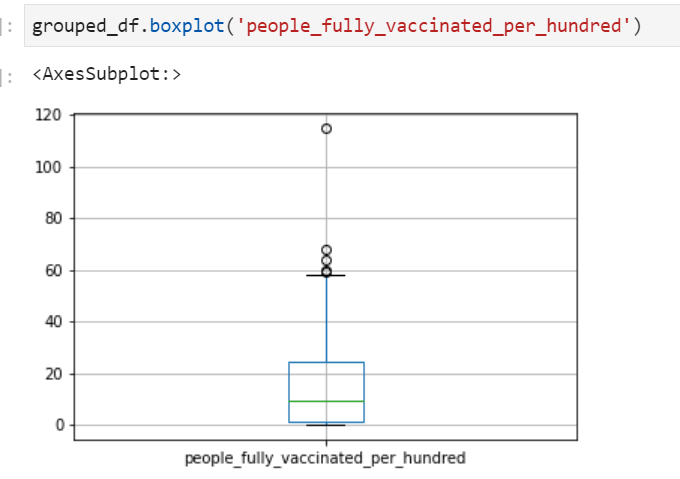 ]: grouped_df.boxplot('people_fully_vaccinated_per_hundred')
]: <AxesSubplot:>
120
100
80
60
40
20
0
people_fully_vaccinated_per_hundred